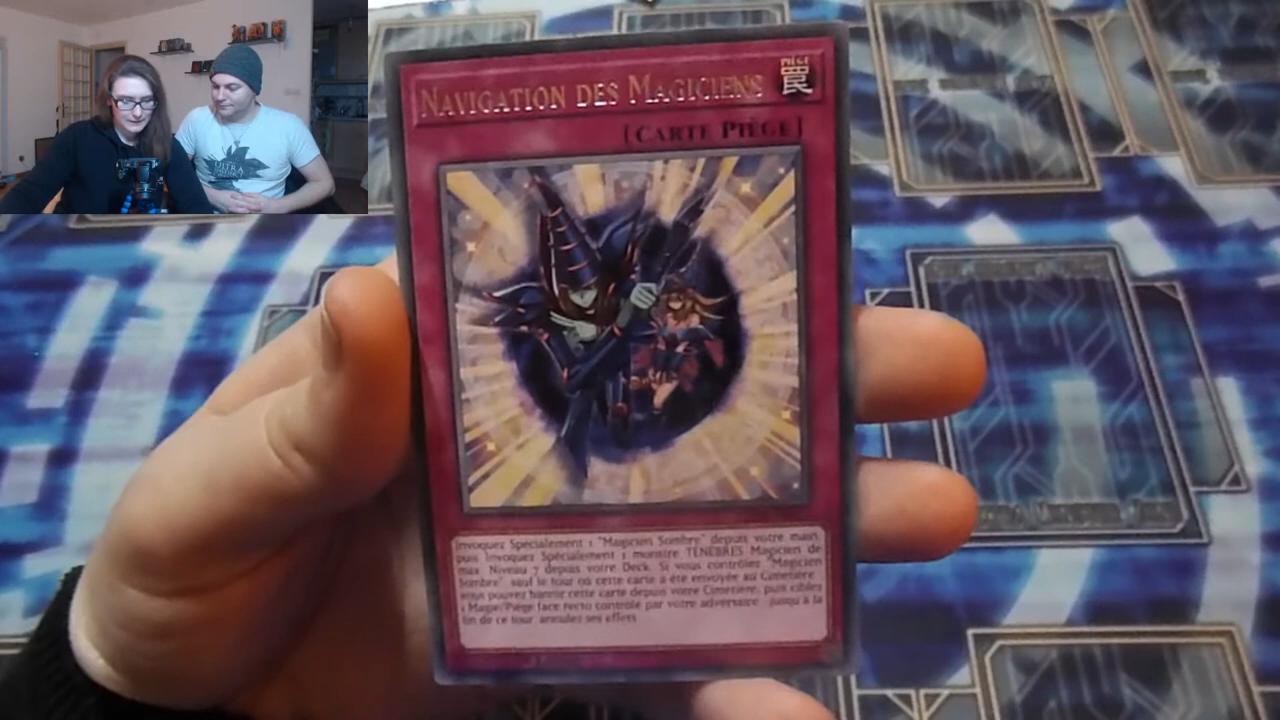 NAVIGATION DES MAGICIENS
PIÈGE
罠
[CARTE PIÈGE]
Invoquez Spécialement 1 "Magicien Sombre" depuis votre main,
puis Invoquez Spécialement 1 monstre TÉNÈBRES Magicien de
max. Niveau 7 depuis votre Deck. Si vous contrôlez "Magicien
Sombre" sauf le tour où cette carte a été envoyée au Cimetière
vous pouvez bannir cette carte depuis votre Cimetière, puis ciblez
1 Magie/Piège face recto contrôlé par votre adversaire jusqu'à la
fin de ce tour annulez ses effets
ULTRA